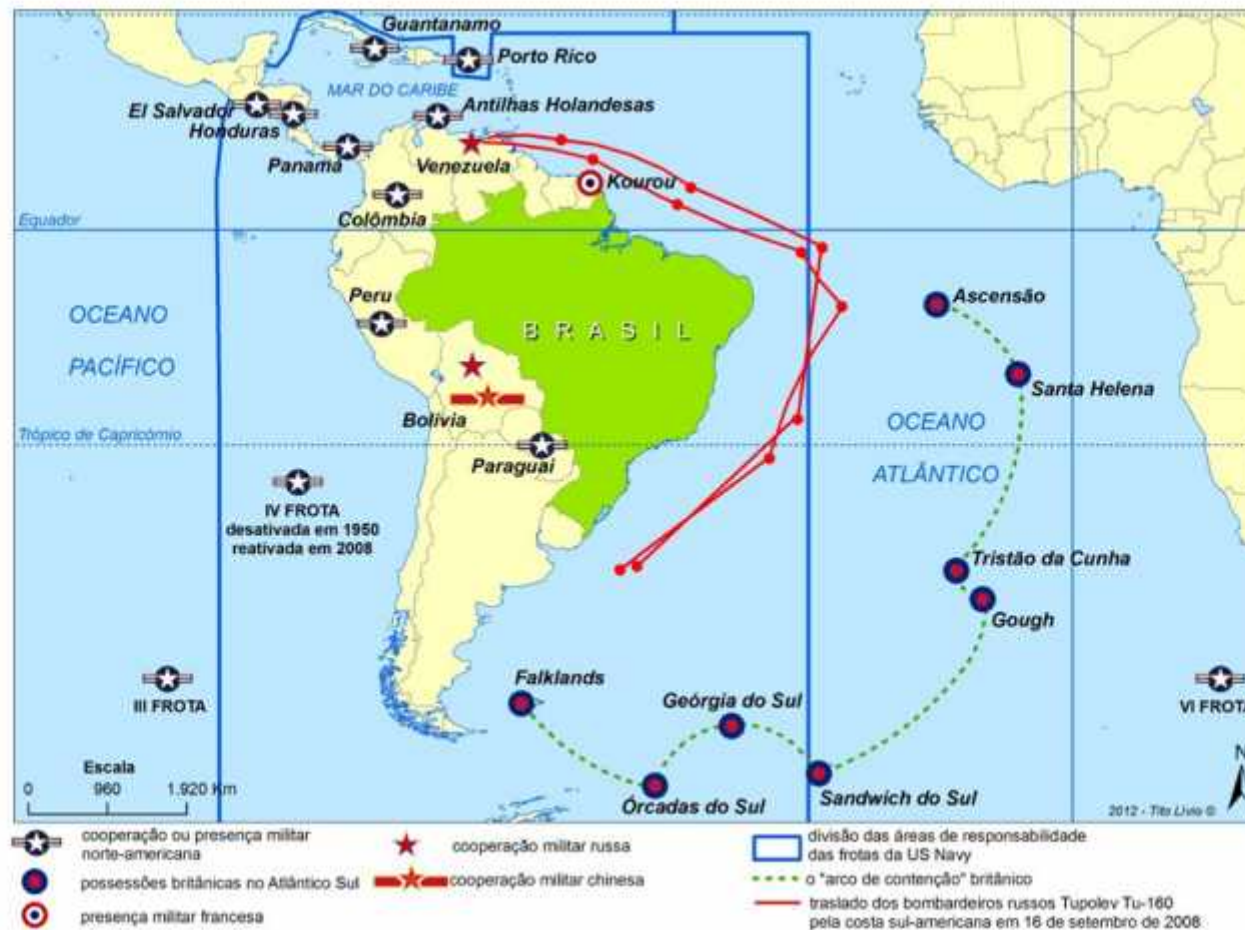 Guantanamo
Porto Rico
MAR DO CARIBE
Antilhas Holandesas
El Salvador
Honduras
Panamá
Venezuela
Kourou
Colômbia
Equador
Peru
OCEANO
PACÍFICO
BRASIL
Ascensão
Santa Helena
Bolívia
OCEANO
ATLÂNTICO
Trópico de Capricórnio
Paraguai
IV FROTA
desativada em 1950
reativada em 2008
Tristão da Cunha
Gough
III FROTA
Falklands
Geórgia do Sul
VI FROTA
Órcadas do Sul
Sandwich do Sul
Escala
0 960 1.920 Km
N
2012 - Tito Livio ©
cooperação ou presença militar
norte-americana
possessões britânicas no Atlântico Sul
presença militar francesa
cooperação militar russa
cooperação militar chinesa
divisão das áreas de responsabilidade
das frotas da US Navy
o "arco de contenção" britânico
traslado dos bombardeiros russos Tupolev Tu-160
pela costa sul-americana em 16 de setembro de 2008